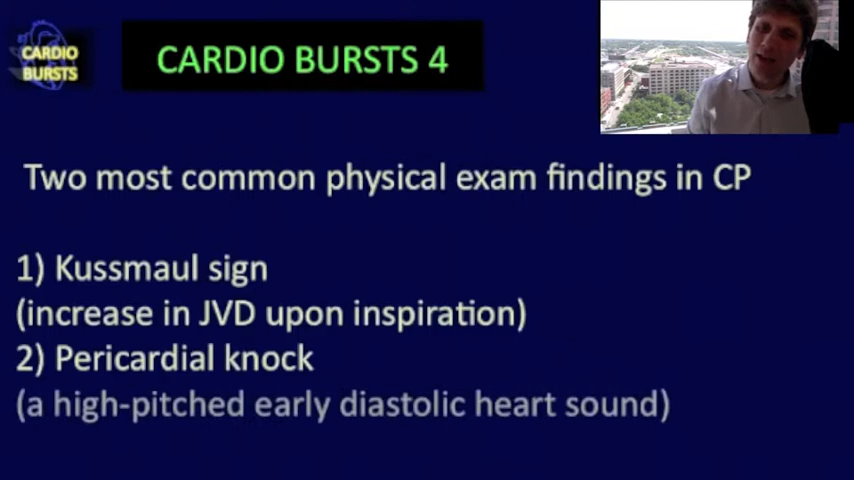 CARDIO
BURSTS
CARDIO BURSTS 4
Two most common physical exam findings in CP
1) Kussmaul sign
(increase in JVD upon inspiration)
2) Pericardial knock
(a high-pitched early diastolic heart sound)